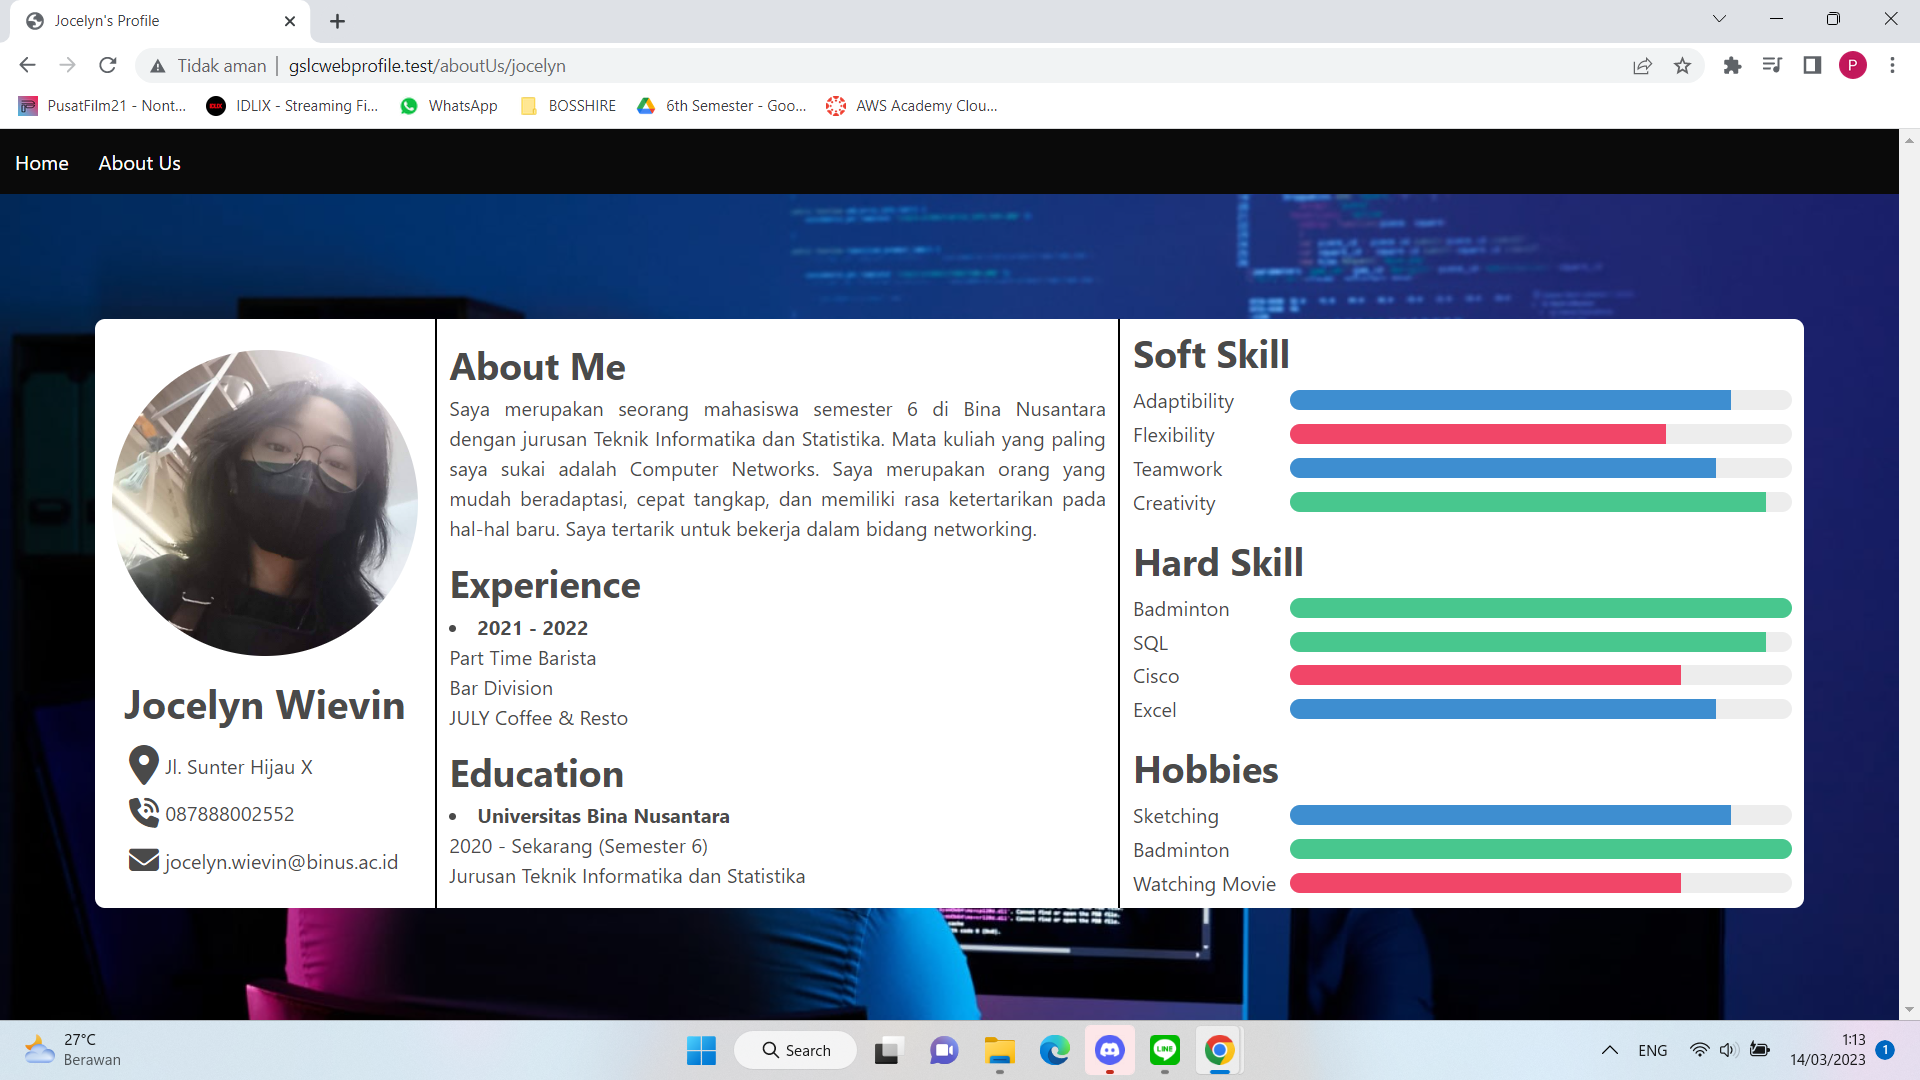 Jocelyn's Profile
Tidak aman
gslcwebprofile.test/aboutUs/jocelyn
P
PusatFilm21 - Nont...
IDLIX - Streaming Fi...
WhatsApp
BOSSHIRE
6th Semester - Goo...
AWS Academy Clou...
Home
About Us
Jocelyn Wievin
Jl. Sunter Hijau X
087888002552
jocelyn.wievin@binus.ac.id
About Me
Saya merupakan seorang mahasiswa semester 6 di Bina Nusantara
dengan jurusan Teknik Informatika dan Statistika. Mata kuliah yang paling
saya sukai adalah Computer Networks. Saya merupakan orang yang
mudah beradaptasi, cepat tangkap, dan memiliki rasa ketertarikan pada
hal-hal baru. Saya tertarik untuk bekerja dalam bidang networking.
Experience
• 2021 - 2022
Part Time Barista
Bar Division
JULY Coffee & Resto
Education
• Universitas Bina Nusantara
2020 - Sekarang (Semester 6)
Jurusan Teknik Informatika dan Statistika
Soft Skill
Adaptibility
Flexibility
Teamwork
Creativity
Hard Skill
Badminton
SQL
Cisco
Excel
Hobbies
Sketching
Badminton
Watching Movie
27°C
Berawan
Search
LINE
ENG
1:13
14/03/2023
1